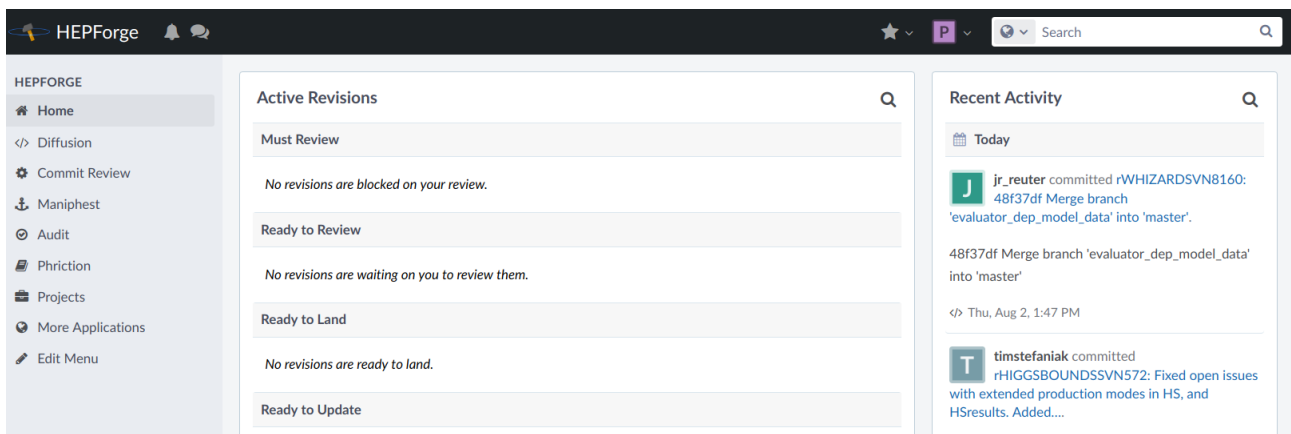 HEPForge
P
Search
HEPFORGE
Home
Diffusion
Commit Review
Maniphest
Audit
Phriction
Projects
More Applications
Edit Menu
Active Revisions
Must Review
No revisions are blocked on your review.
Ready to Review
No revisions are waiting on you to review them.
Ready to Land
No revisions are ready to land.
Ready to Update
Recent Activity
Today
J
jr_reuter committed rWHIZARDSVN8160:
48f37df Merge branch
'evaluator_dep_model_data' into 'master'.
48f37df Merge branch 'evaluator_dep_model_data'
into 'master'
Thu, Aug 2, 1:47 PM
T
timstefaniak committed
rHIGGSBOUNDSSVN572: Fixed open issues
with extended production modes in HS, and
HSresults. Added....